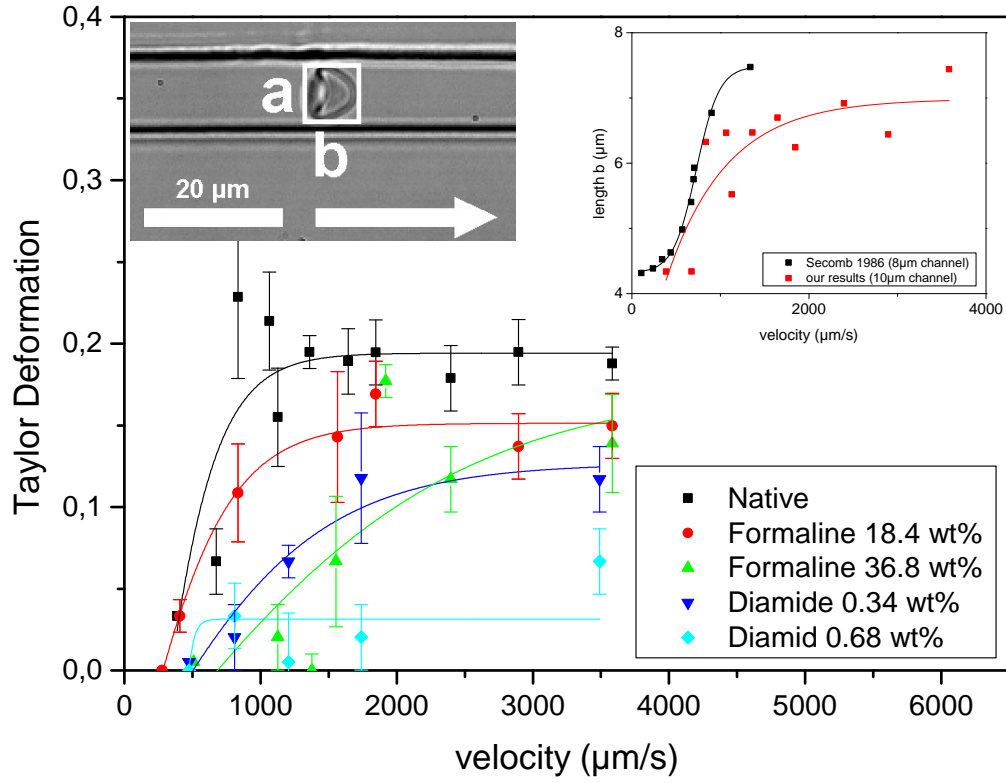 0,4
0,3
0,2
0,1
0,0
Taylor Deformation
0
1000
2000
3000
4000
5000
6000
velocity (µm/s)
a
b
20 µm
8
6
4
length b (µm)
0
2000
4000
velocity (µm/s)
Secomb 1986 (8µm channel)
our results (10µm channel)
Native
Formaline 18.4 wt%
Formaline 36.8 wt%
Diamide 0.34 wt%
Diamid 0.68 wt%